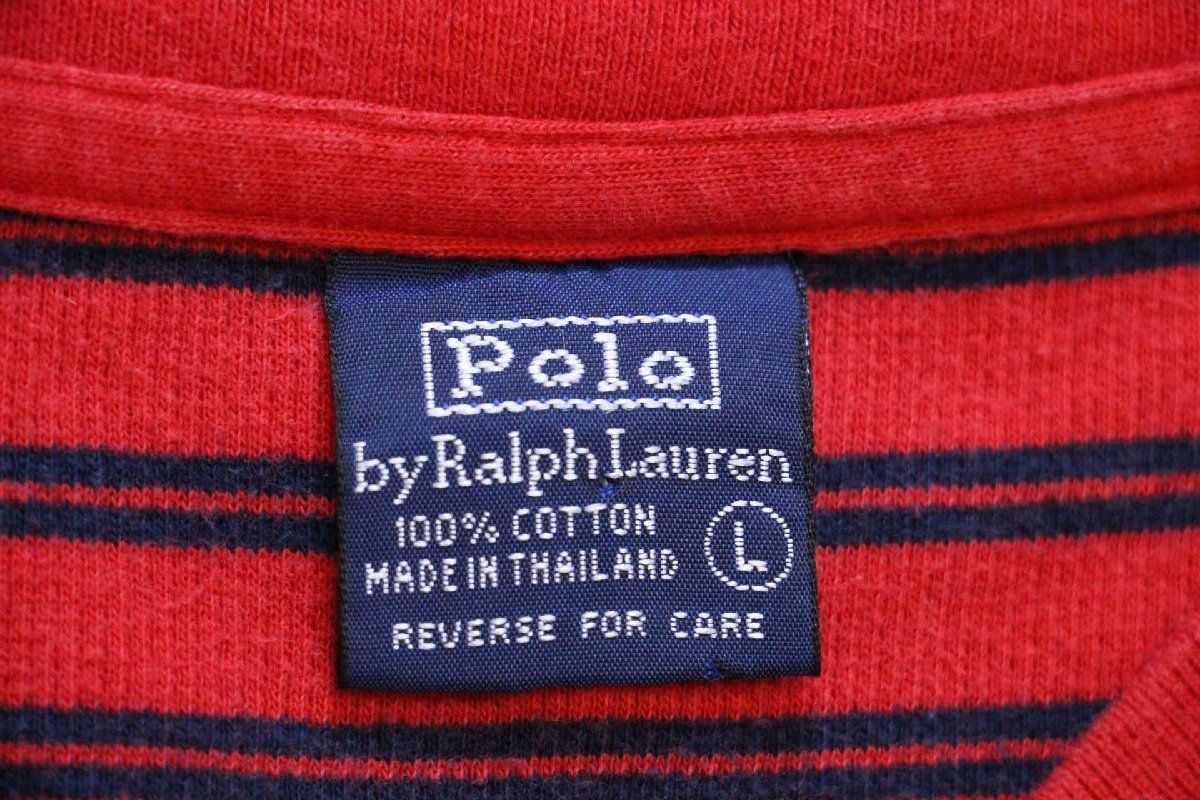 Polo
by Ralph Lauren
100% COTTON
MADE IN THAILAND
L
REVERSE FOR CARE